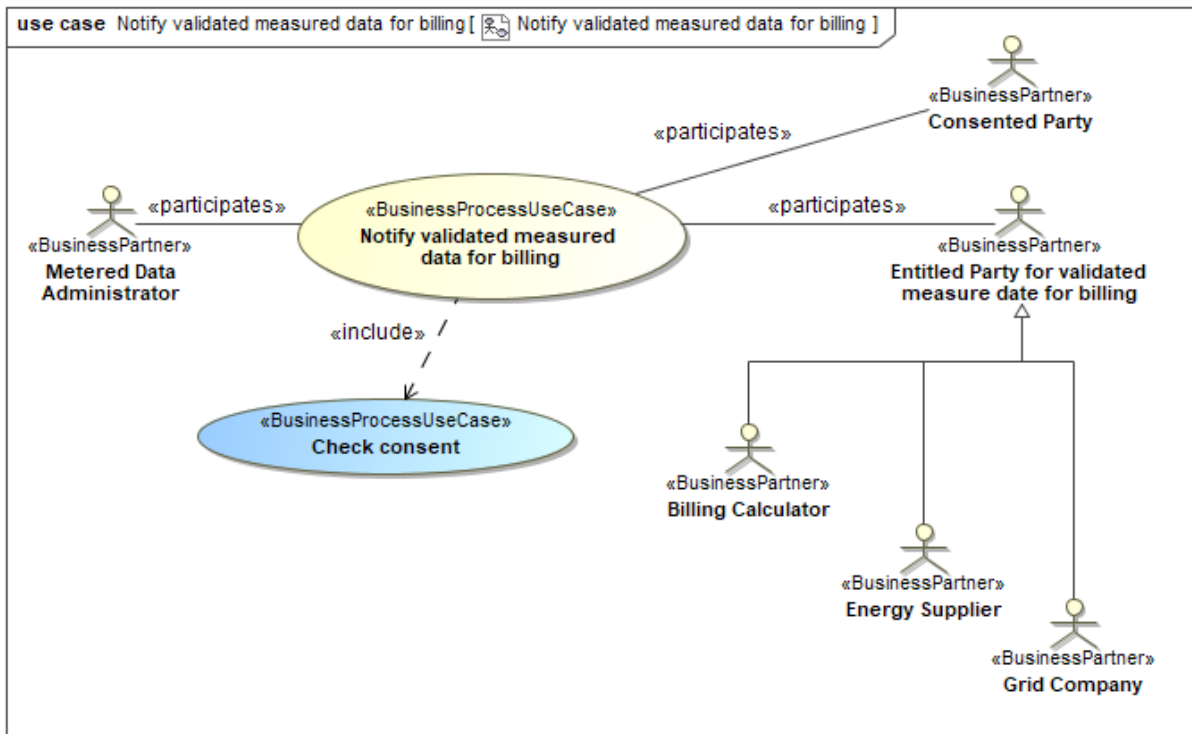 use case Notify validated measured data for billing [ Notify validated measured data for billing ]
«BusinessPartner»
Consented Party
«participates»
«participates»
«BusinessProcessUseCase»
Notify validated measured
data for billing
«participates»
«BusinessPartner»
Metered Data
Administrator
«BusinessPartner»
Entitled Party for validated
measure date for billing
«include»
«BusinessProcessUseCase»
Check consent
«BusinessPartner»
Billing Calculator
«BusinessPartner»
Energy Supplier
«BusinessPartner»
Grid Company